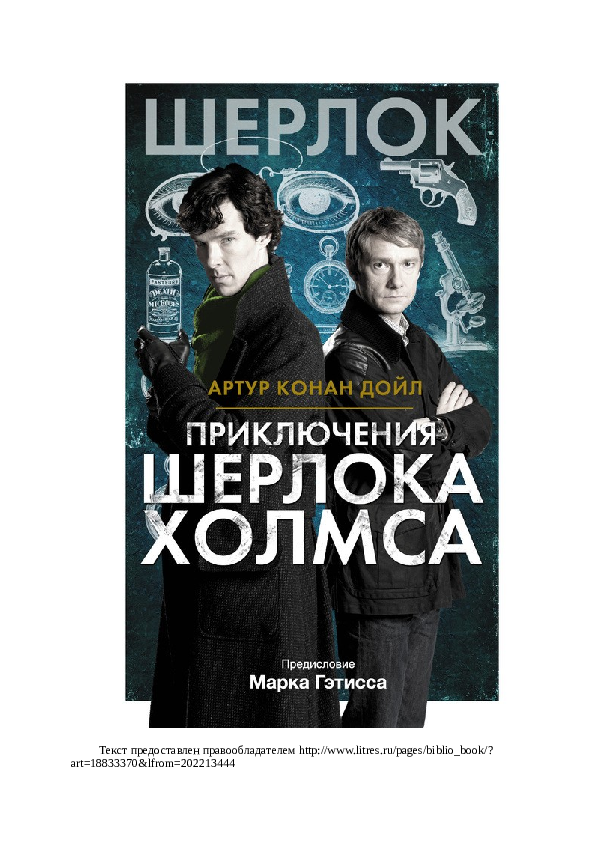 ШЕРЛОК
АРТУР КОНАН ДОЙЛ
ПРИКЛЮЧЕНИЯ
ШЕРЛОКА
ХОЛМСА
Предисловие
Марка Гэтисса
Текст предоставлен правообладателем http://www.litres.ru/pages/biblio_book/?
art=18833370&lfrom=202213444